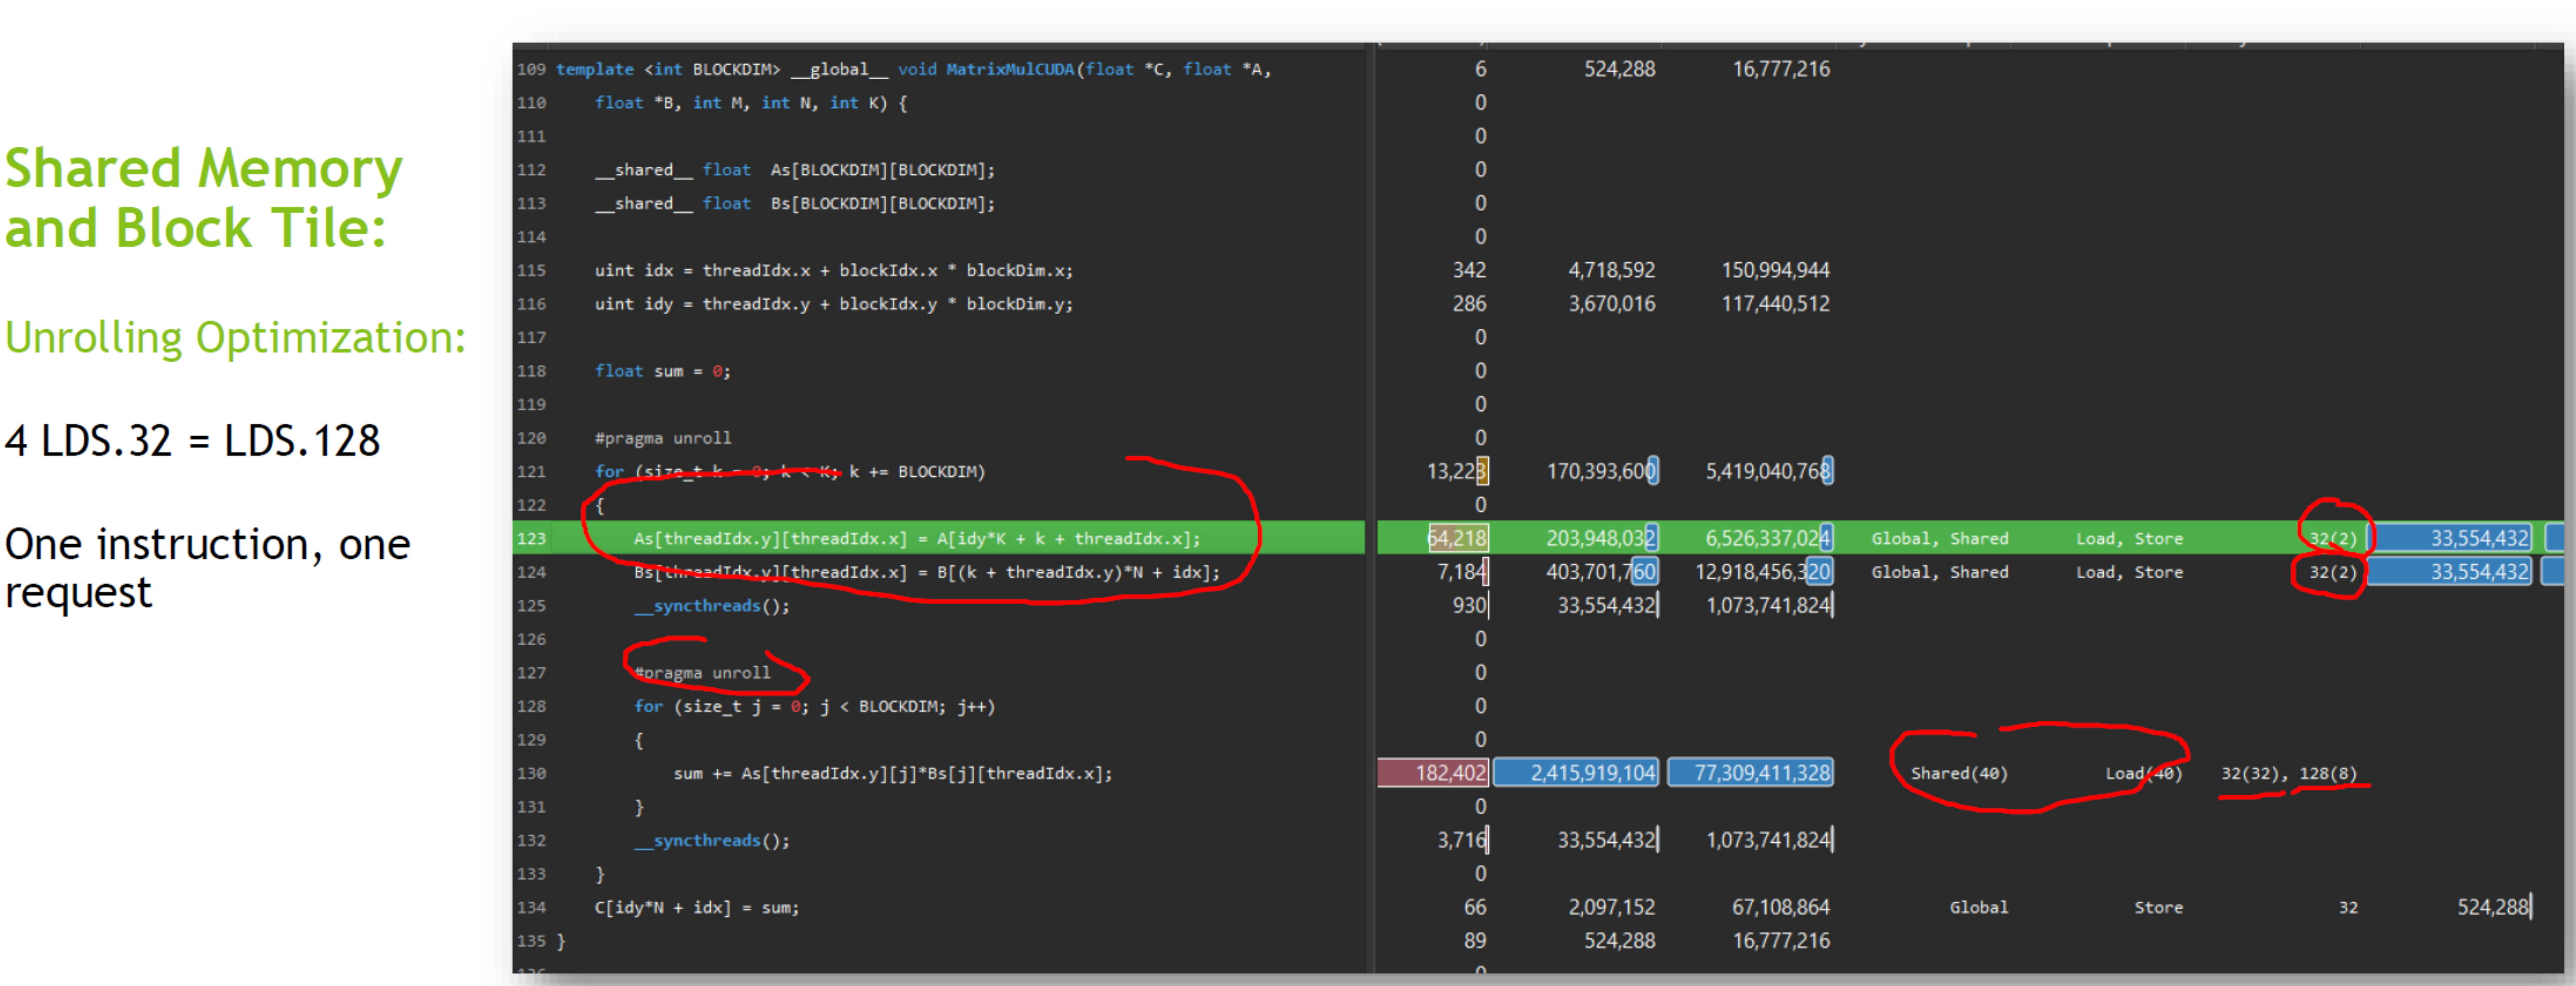 Shared Memory
and Block Tile:
Unrolling Optimization:
4 LDS.32 = LDS.128
One instruction, one
request
109 template <int BLOCKDIM> __global__ void MatrixMulCUDA(float *C, float *A, 6 524,288 16,777,216
110 float *B, int M, int N, int K) { 0
111 0
112 __shared__ float As[BLOCKDIM][BLOCKDIM]; 0
113 __shared__ float Bs[BLOCKDIM][BLOCKDIM]; 0
114 0
115 uint idx = threadIdx.x + blockIdx.x * blockDim.x; 342 4,718,592 150,994,944
116 uint idy = threadIdx.y + blockIdx.y * blockDim.y; 286 3,670,016 117,440,512
117 0
118 float sum = 0; 0
119 0
120 #pragma unroll 0
121 for (size_t k = 0; k < K; k += BLOCKDIM) 13,223 170,393,600 5,419,040,768
122 { 0
123 As[threadIdx.y][threadIdx.x] = A[idy*K + k + threadIdx.x]; 64,218 203,948,032 6,526,337,024 Global, Shared Load, Store 32(2) 33,554,432
124 Bs[threadIdx.y][threadIdx.x] = B[(k + threadIdx.y)*N + idx]; 7,184 403,701,760 12,918,456,320 Global, Shared Load, Store 32(2) 33,554,432
125 __syncthreads(); 930 33,554,432 1,073,741,824
126 0
127 #pragma unroll 0
128 for (size_t j = 0; j < BLOCKDIM; j++) 0
129 { 0
130 sum += As[threadIdx.y][j]*Bs[j][threadIdx.x]; 182,402 2,415,919,104 77,309,411,328 Shared(40) Load(40) 32(32), 128(8)
131 } 0
132 __syncthreads(); 3,716 33,554,432 1,073,741,824
133 } 0
134 C[idy*N + idx] = sum; 66 2,097,152 67,108,864 Global Store 32 524,288
135 } 89 524,288 16,777,216